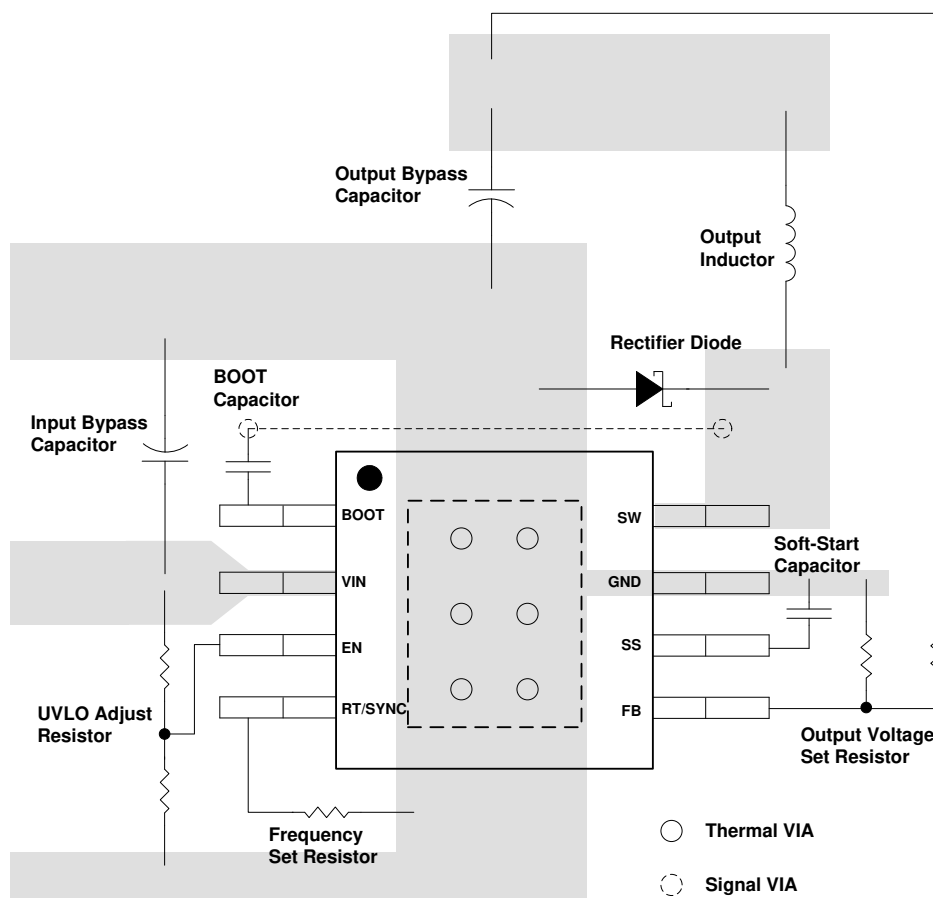 Output Bypass
Capacitor
Output
Inductor
Rectifier Diode
BOOT
Capacitor
Input Bypass
Capacitor
BOOT
SW
Soft-Start
Capacitor
VIN
GND
EN
SS
RT/SYNC
FB
UVLO Adjust
Resistor
Output Voltage
Set Resistor
Frequency
Set Resistor
Thermal VIA
Signal VIA